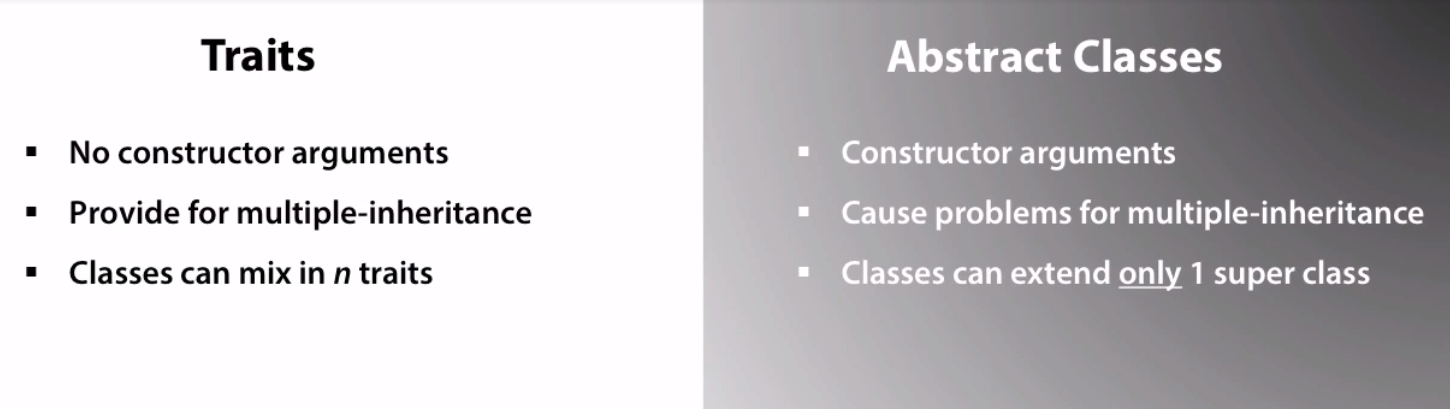 Traits
▪ No constructor arguments
▪ Provide for multiple-inheritance
▪ Classes can mix in n traits
Abstract Classes
▪ Constructor arguments
▪ Cause problems for multiple-inheritance
▪ Classes can extend only 1 super class